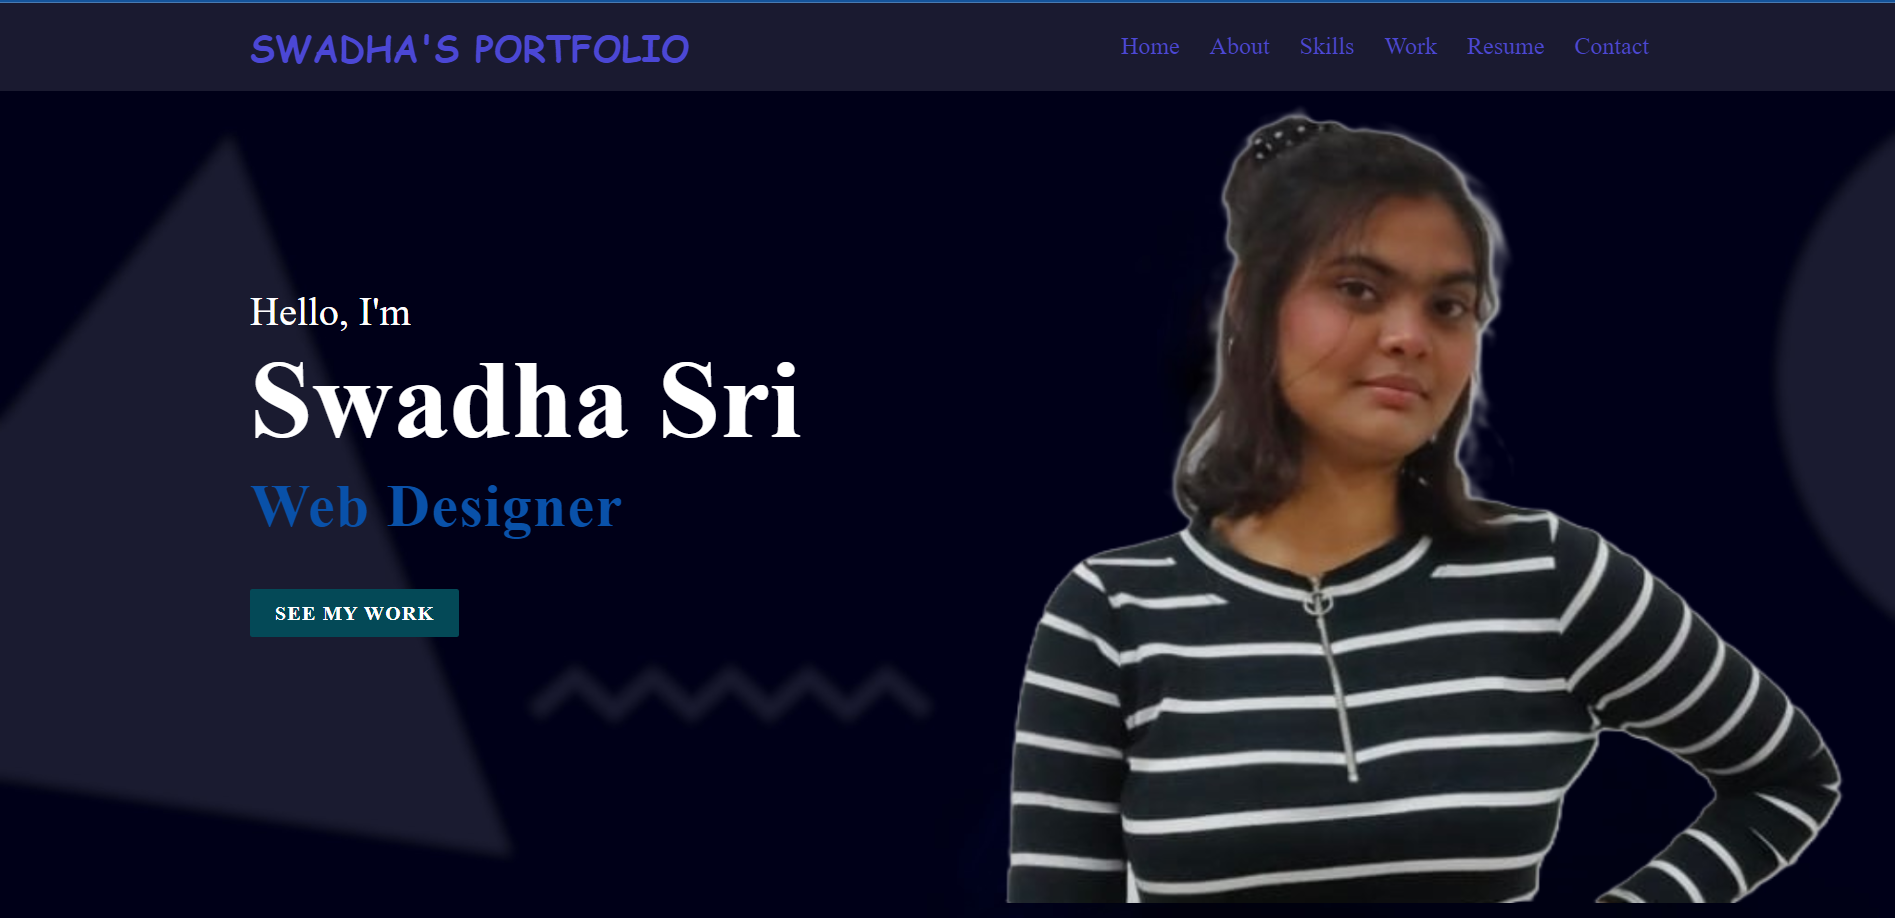 SWADHA'S PORTFOLIO
Home About Skills Work Resume Contact
Hello, I'm
Swadha Sri
Web Designer
SEE MY WORK